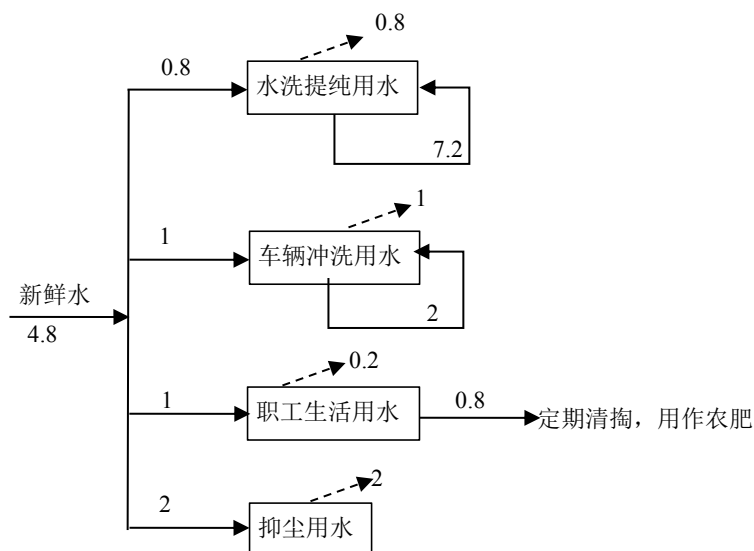 0.8
0.8
水洗提纯用水
7.2
1
1
车辆冲洗用水
2
新鲜水
4.8
0.2
1
职工生活用水
0.8
定期清掏，用作农肥
2
2
抑尘用水